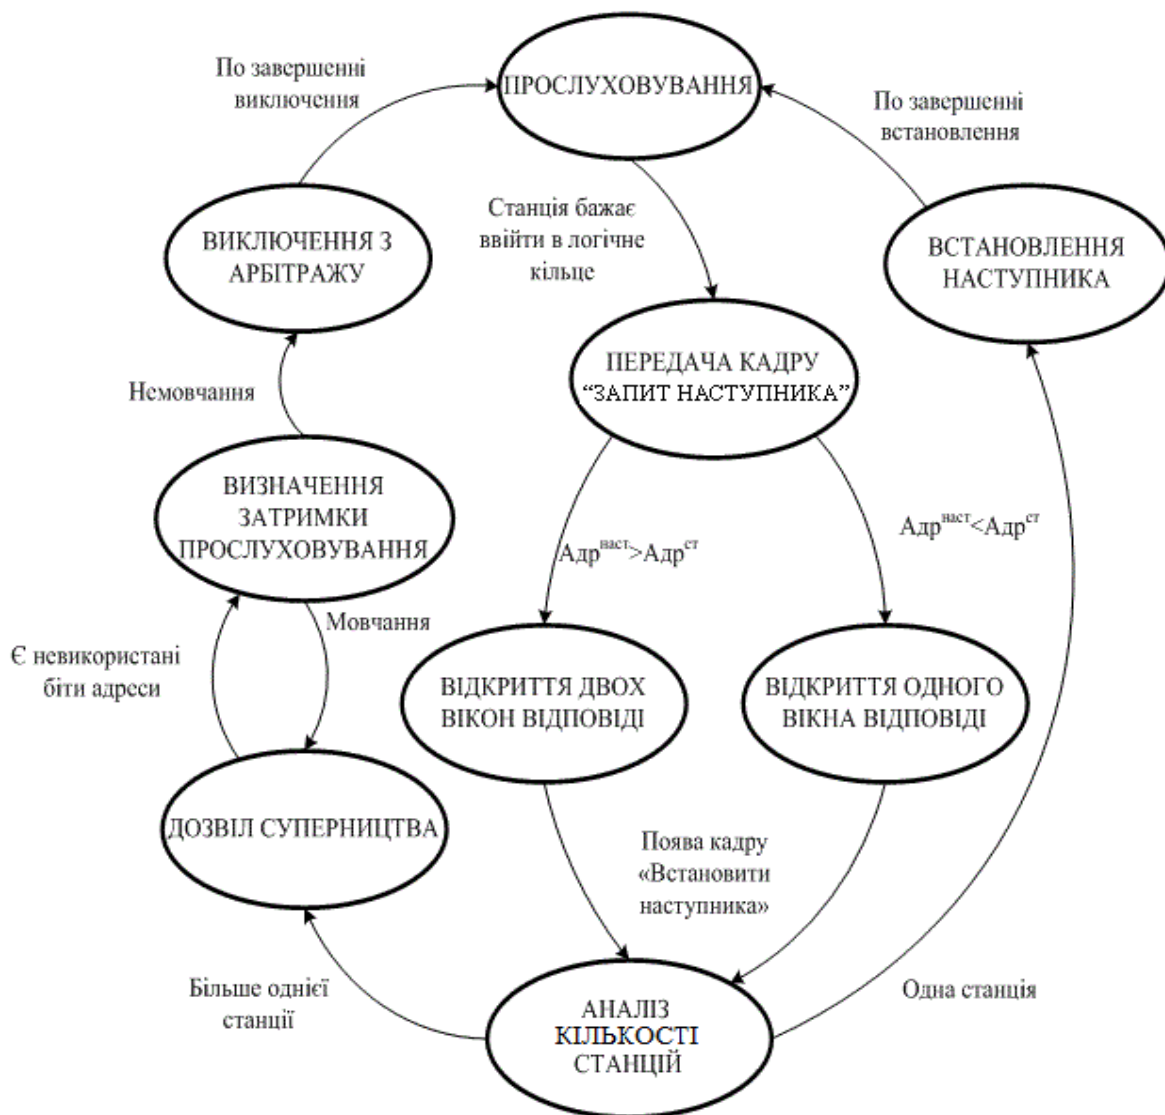 ПРОСЛУХОВУВАННЯ
По завершенні
виключення
По завершенні
встановлення
Станція бажає
ввійти в логічне
кільце
ВИКЛЮЧЕННЯ З
АРБІТРАЖУ
ВСТАНОВЛЕННЯ
НАСТУПНИКА
ПЕРЕДАЧА КАДРУ
“ЗАПИТ НАСТУПНИКА”
Немовчання
ВИЗНАЧЕННЯ
ЗАТРИМКИ
ПРОСЛУХОВУВАННЯ
Адрнаст>Адрст
Адрнаст<Адрст
Мовчання
Є невикористані
біти адреси
ВІДКРИТТЯ ДВОХ
ВІКОН ВІДПОВІДІ
ВІДКРИТТЯ ОДНОГО
ВІКНА ВІДПОВІДІ
ДОЗВІЛ СУПЕРНИЦТВА
Поява кадру
«Встановити
наступника»
Більше однієї
станції
Одна станція
АНАЛІЗ
КІЛЬКОСТІ
СТАНЦІЙ